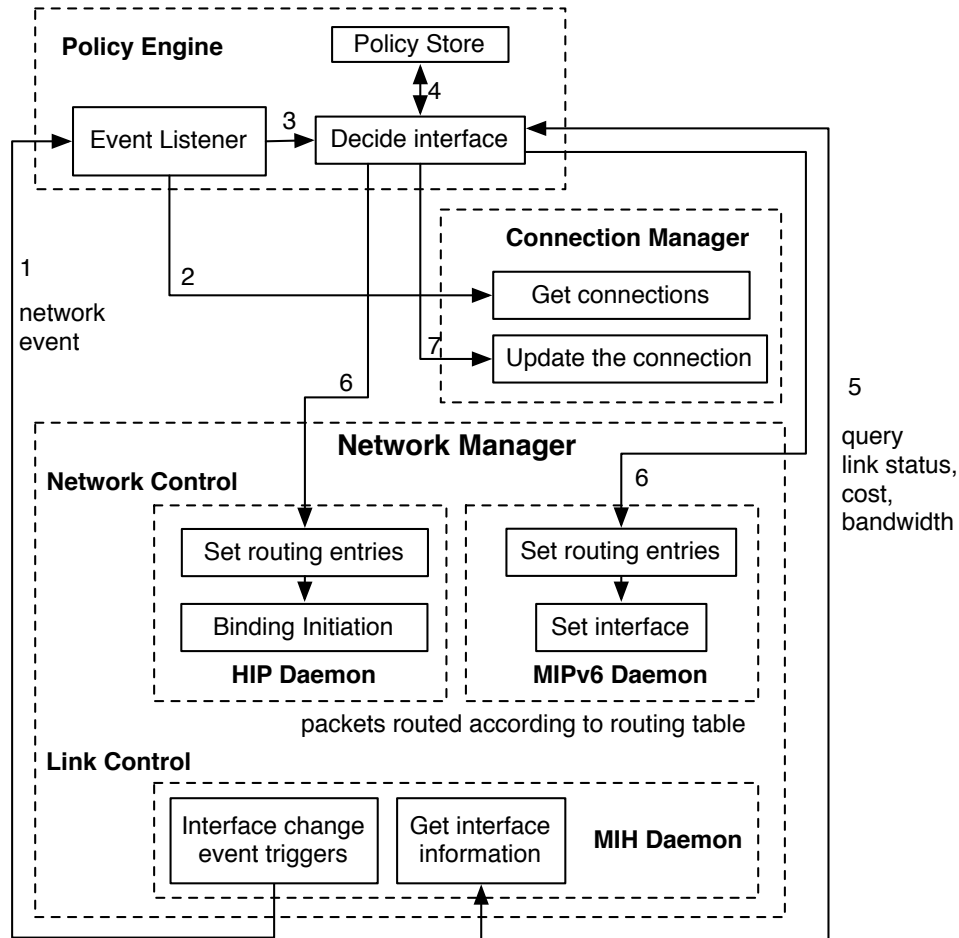 Policy Engine
Policy Store
4
Event Listener
3
Decide interface
Connection Manager
1
2
Get connections
network
event
7
Update the connection
6
5
Network Manager
query
link status,
cost,
bandwidth
Network Control
6
Set routing entries
Set routing entries
Binding Initiation
Set interface
HIP Daemon
MIPv6 Daemon
packets routed according to routing table
Link Control
Interface change
event triggers
Get interface
information
MIH Daemon